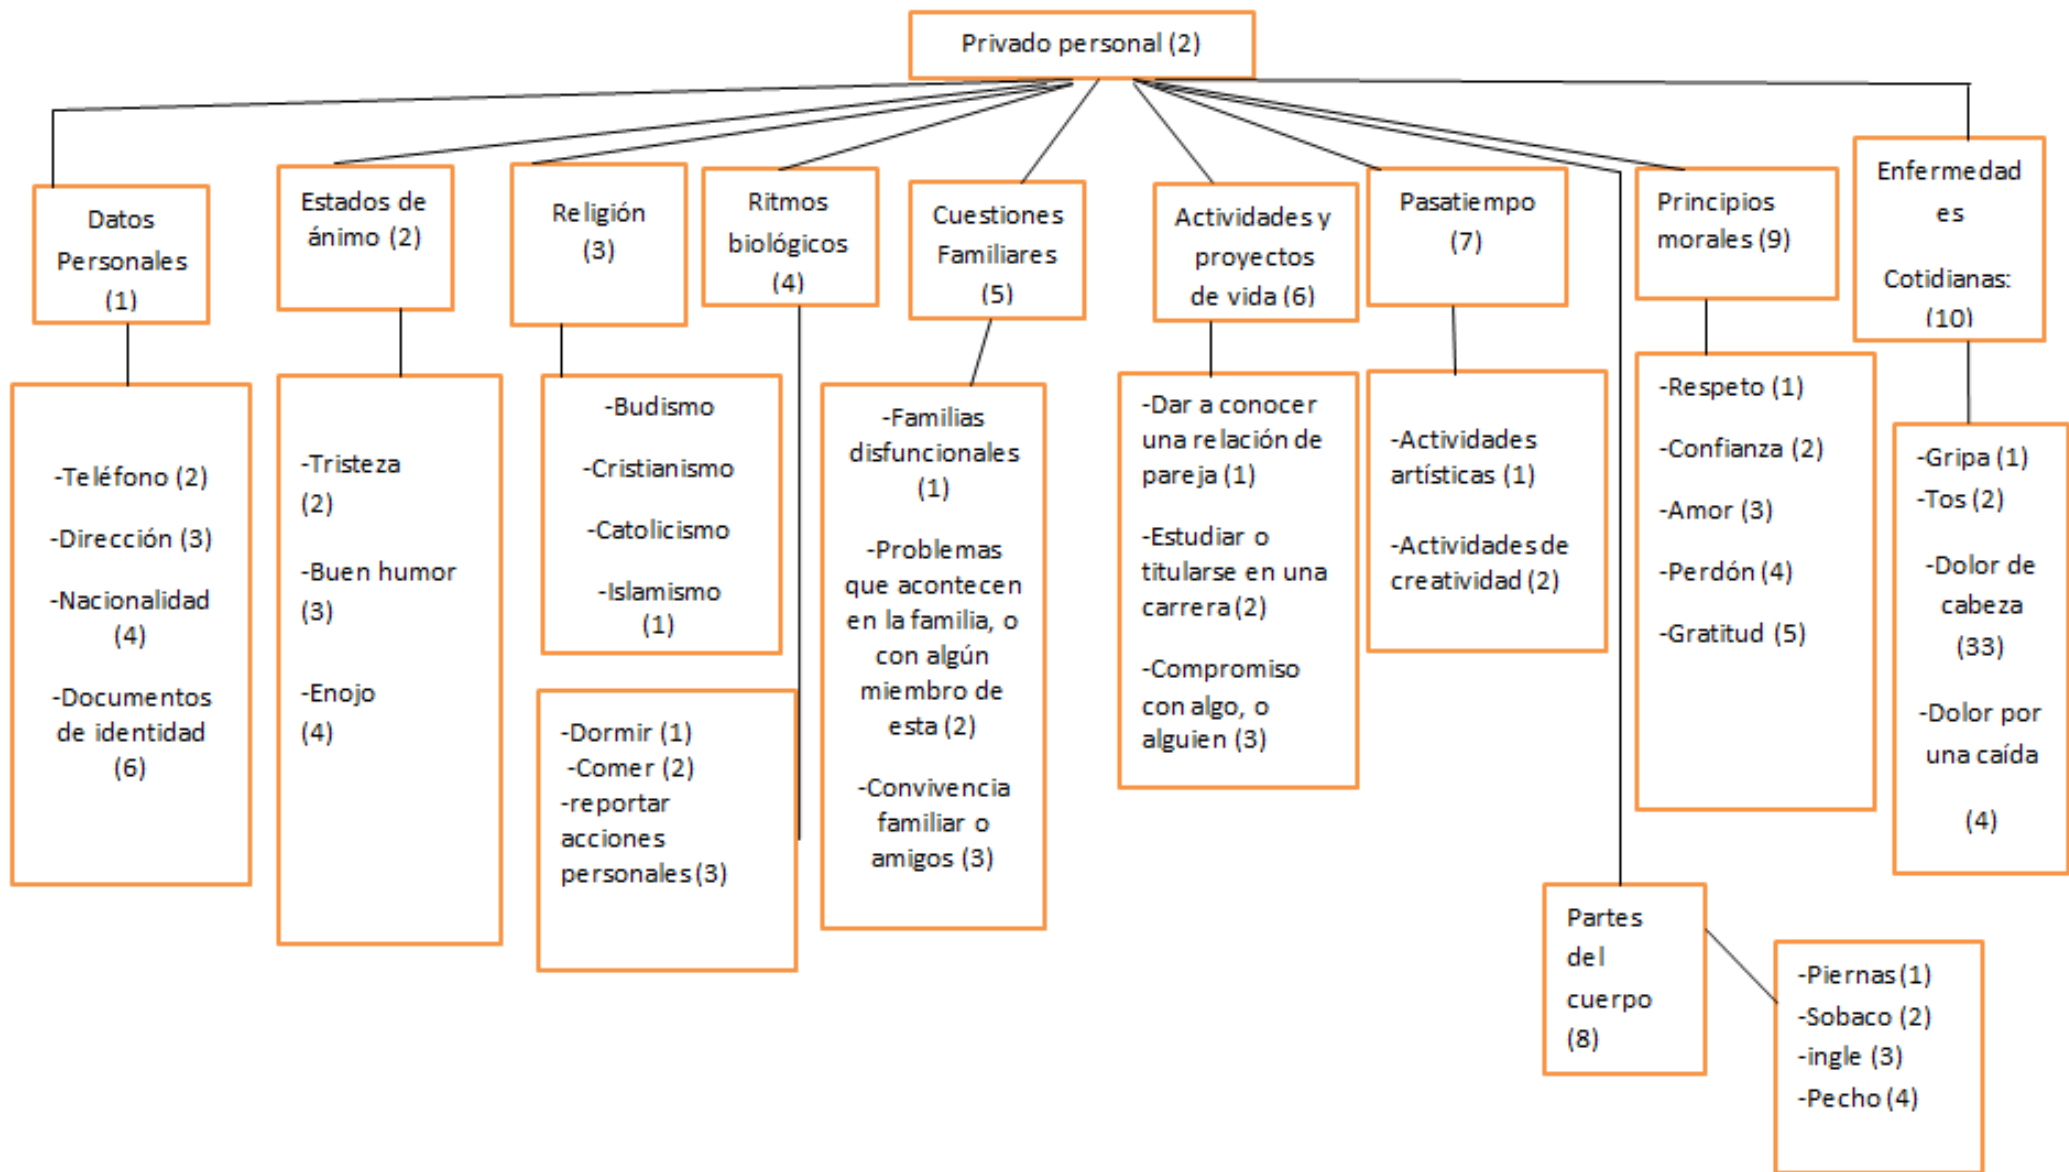 Privado personal (2)
Datos
Personales
(1)
Estados de
ánimo (2)
Religión
(3)
Ritmos
biológicos
(4)
Cuestiones
Familiares
(5)
Actividades y
proyectos
de vida (6)
Pasatiempo
(7)
Principios
morales (9)
Enfermedad
es
Cotidianas:
(10)
-Teléfono (2)
-Dirección (3)
-Nacionalidad
(4)
-Documentos
de identidad
(6)
-Tristeza
(2)
-Buen humor
(3)
-Enojo
(4)
-Budismo
-Cristianismo
-Catolicismo
-Islamismo
(1)
-Dormir (1)
-Comer (2)
-reportar
acciones
personales (3)
-Familias
disfuncionales
(1)
-Problemas
que acontecen
en la familia, o
con algún
miembro de
esta (2)
-Convivencia
familiar o
amigos (3)
-Dar a conocer
una relación de
pareja (1)
-Estudiar o
titularse en una
carrera (2)
-Compromiso
con algo, o
alguien (3)
-Actividades
artísticas (1)
-Actividades de
creatividad (2)
-Respeto (1)
-Confianza (2)
-Amor (3)
-Perdón (4)
-Gratitud (5)
-Gripa (1)
-Tos (2)
-Dolor de
cabeza
(33)
-Dolor por
una caída
(4)
Partes
del
cuerpo
(8)
-Piernas (1)
-Sobaco (2)
-ingle (3)
-Pecho (4)